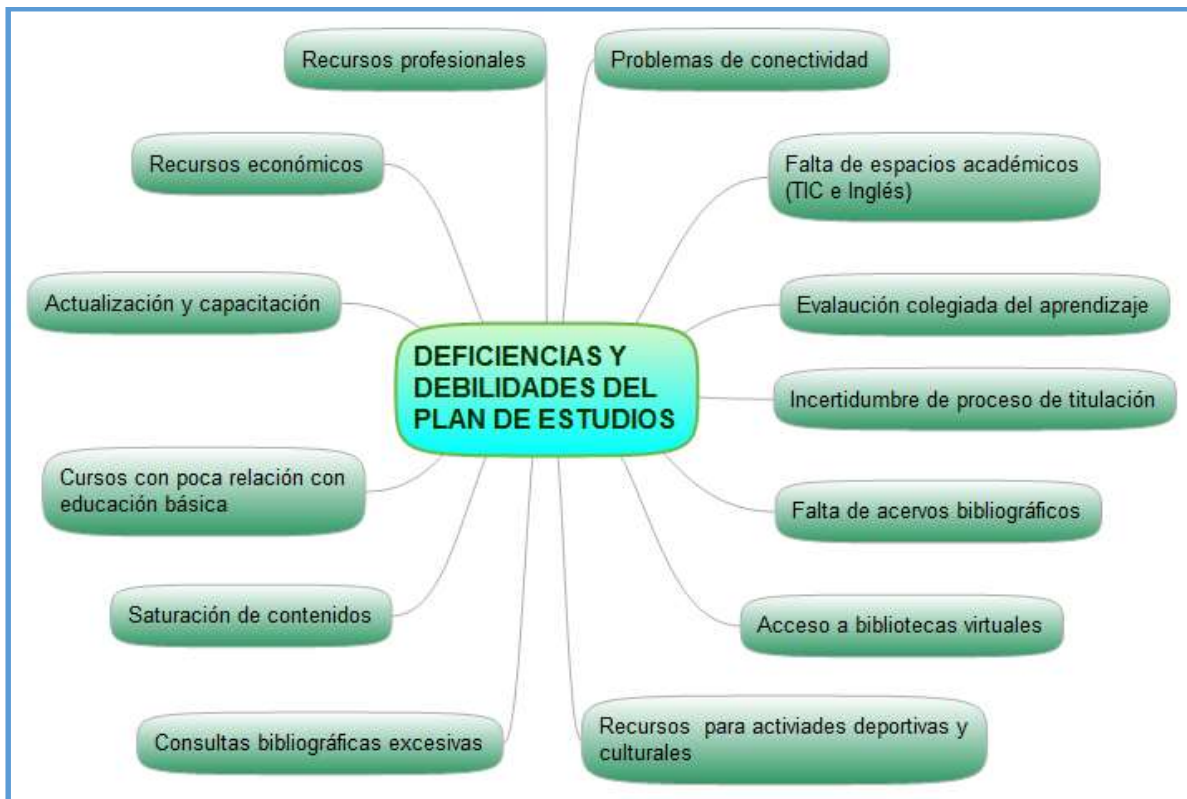 Recursos profesionales
Problemas de conectividad
Recursos económicos
Falta de espacios académicos
(TIC e Inglés)
Actualización y capacitación
Evalaución colegiada del aprendizaje
DEFICIENCIAS Y
DEBILIDADES DEL
PLAN DE ESTUDIOS
Incertidumbre de proceso de titulación
Cursos con poca relación con
educación básica
Falta de acervos bibliográficos
Saturación de contenidos
Acceso a bibliotecas virtuales
Consultas bibliográficas excesivas
Recursos  para activiades deportivas y
culturales